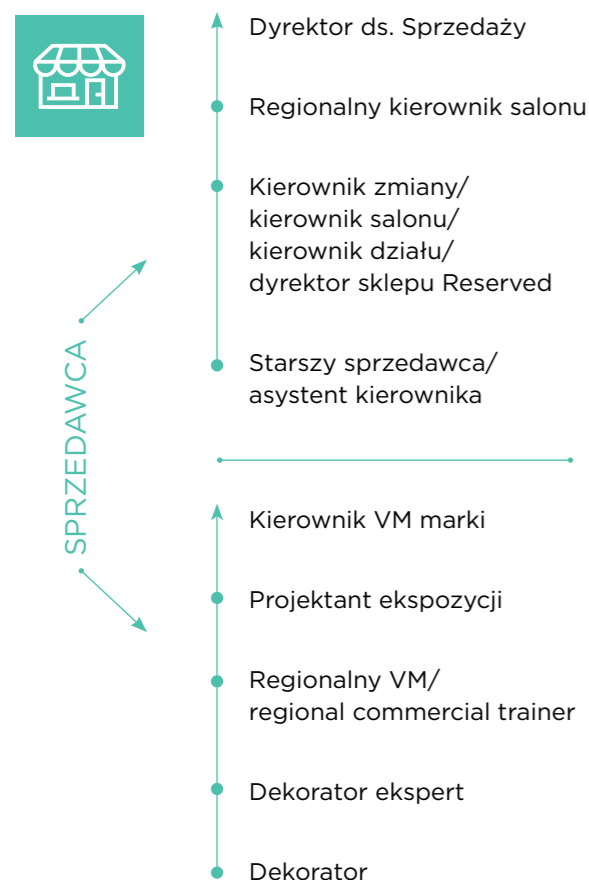 Dyrektor ds. Sprzedaży
Regionalny kierownik salonu
Kierownik zmiany/
kierownik salonu/
kierownik działu/
dyrektor sklepu Reserved
Starszy sprzedawca/
asystent kierownika
SPRZEDAWCA
Kierownik VM marki
Projektant ekspozycji
Regionalny VM/
regional commercial trainer
Dekorator ekspert
Dekorator